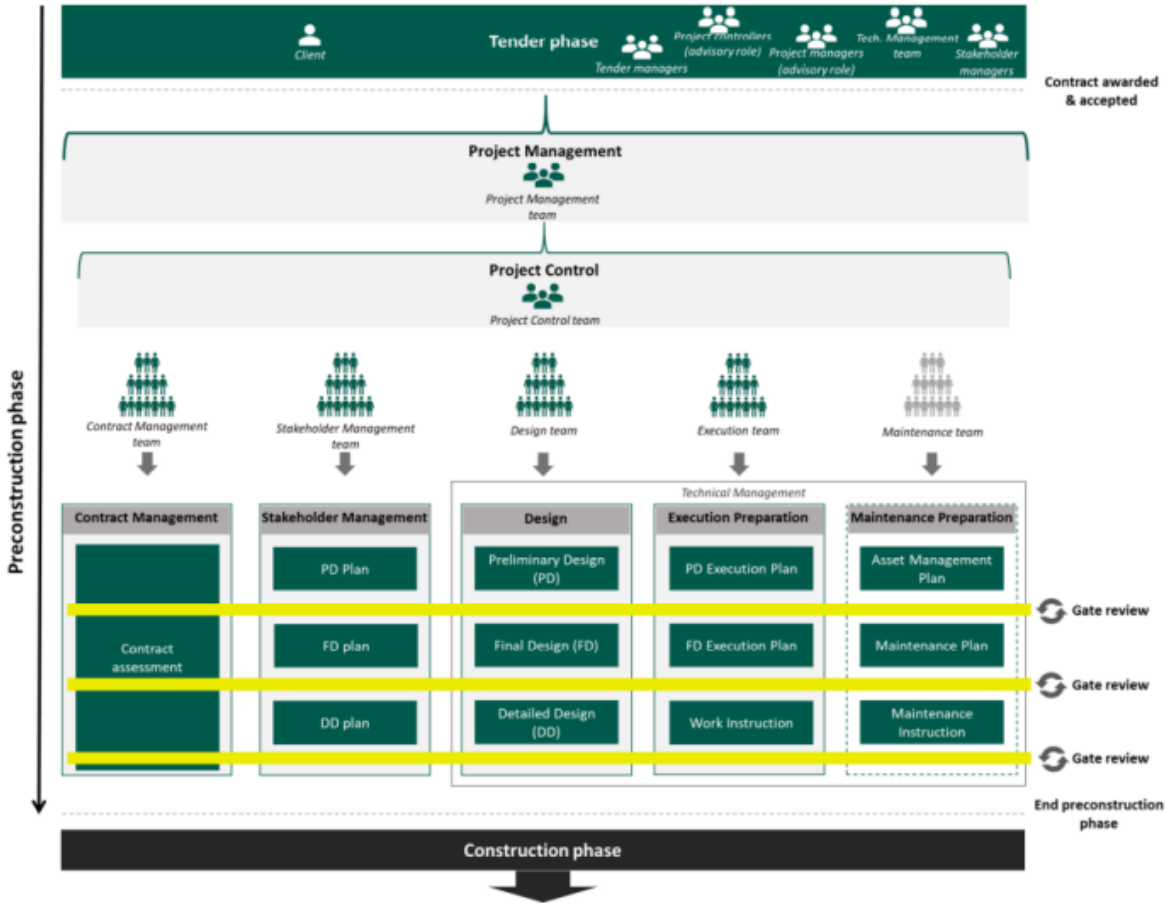 Tender phase
Client
Tender managers
Project controllers
(advisory role)
Project managers
(advisory role)
Tech. Management
team
Stakeholder
managers
Contract awarded
& accepted
Project Management
Project Management
team
Project Control
Project Control team
Preconstruction phase
Contract Management
team
Stakeholder Management
team
Design team
Execution team
Maintenance team
Technical Management
Contract Management
Stakeholder Management
Design
Execution Preparation
Maintenance Preparation
PD Plan
Preliminary Design
(PD)
PD Execution Plan
Asset Management
Plan
Gate review
Contract
assessment
FD plan
Final Design (FD)
FD Execution Plan
Maintenance Plan
Gate review
DD plan
Detailed Design
(DD)
Work Instruction
Maintenance
Instruction
Gate review
End preconstruction
phase
Construction phase